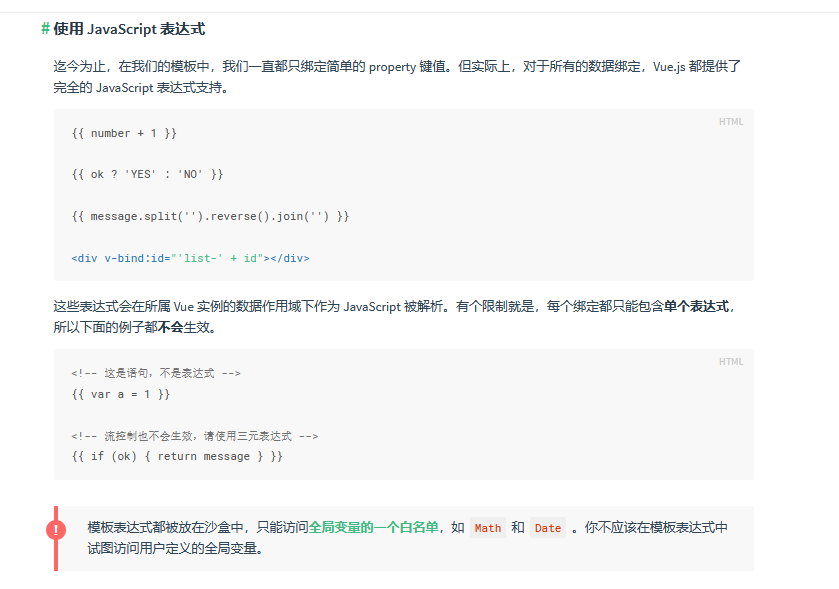 # 使用 JavaScript 表达式
迄今为止，在我们的模板中，我们一直都只绑定简单的 property 键值。但实际上，对于所有的数据绑定，Vue.js 都提供了
完全的 JavaScript 表达式支持。
HTML
{{ number + 1 }}
{{ ok ? 'YES' : 'NO' }}
{{ message.split('').reverse().join('') }}
<div v-bind:id="'list-' + id"></div>
这些表达式会在所属 Vue 实例的数据作用域下作为 JavaScript 被解析。有个限制就是，每个绑定都只能包含单个表达式，
所以下面的例子都不会生效。
HTML
<!-- 这是语句，不是表达式 -->
{{ var a = 1 }}
<!-- 流控制也不会生效，请使用三元表达式 -->
{{ if (ok) { return message } }}
!
模板表达式都被放在沙盒中，只能访问全局变量的一个白名单，如 Math 和 Date 。你不应该在模板表达式中
试图访问用户定义的全局变量。